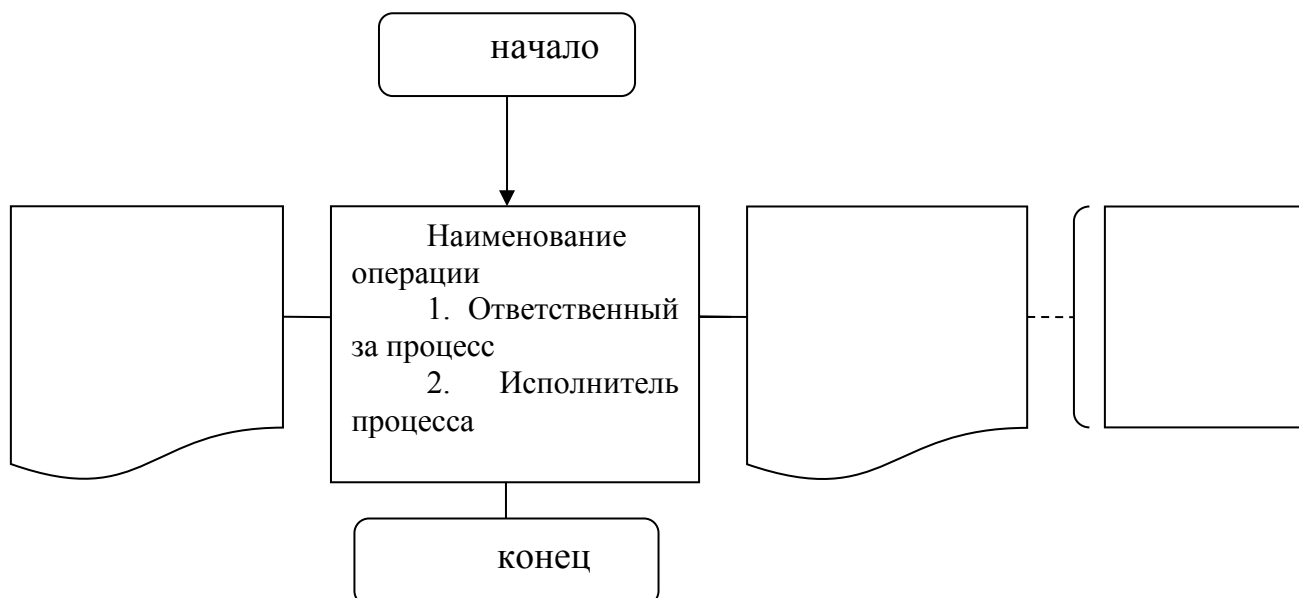 начало
Наименование
операции
1. Ответственный
за процесс
2. Исполнитель
процесса
конец